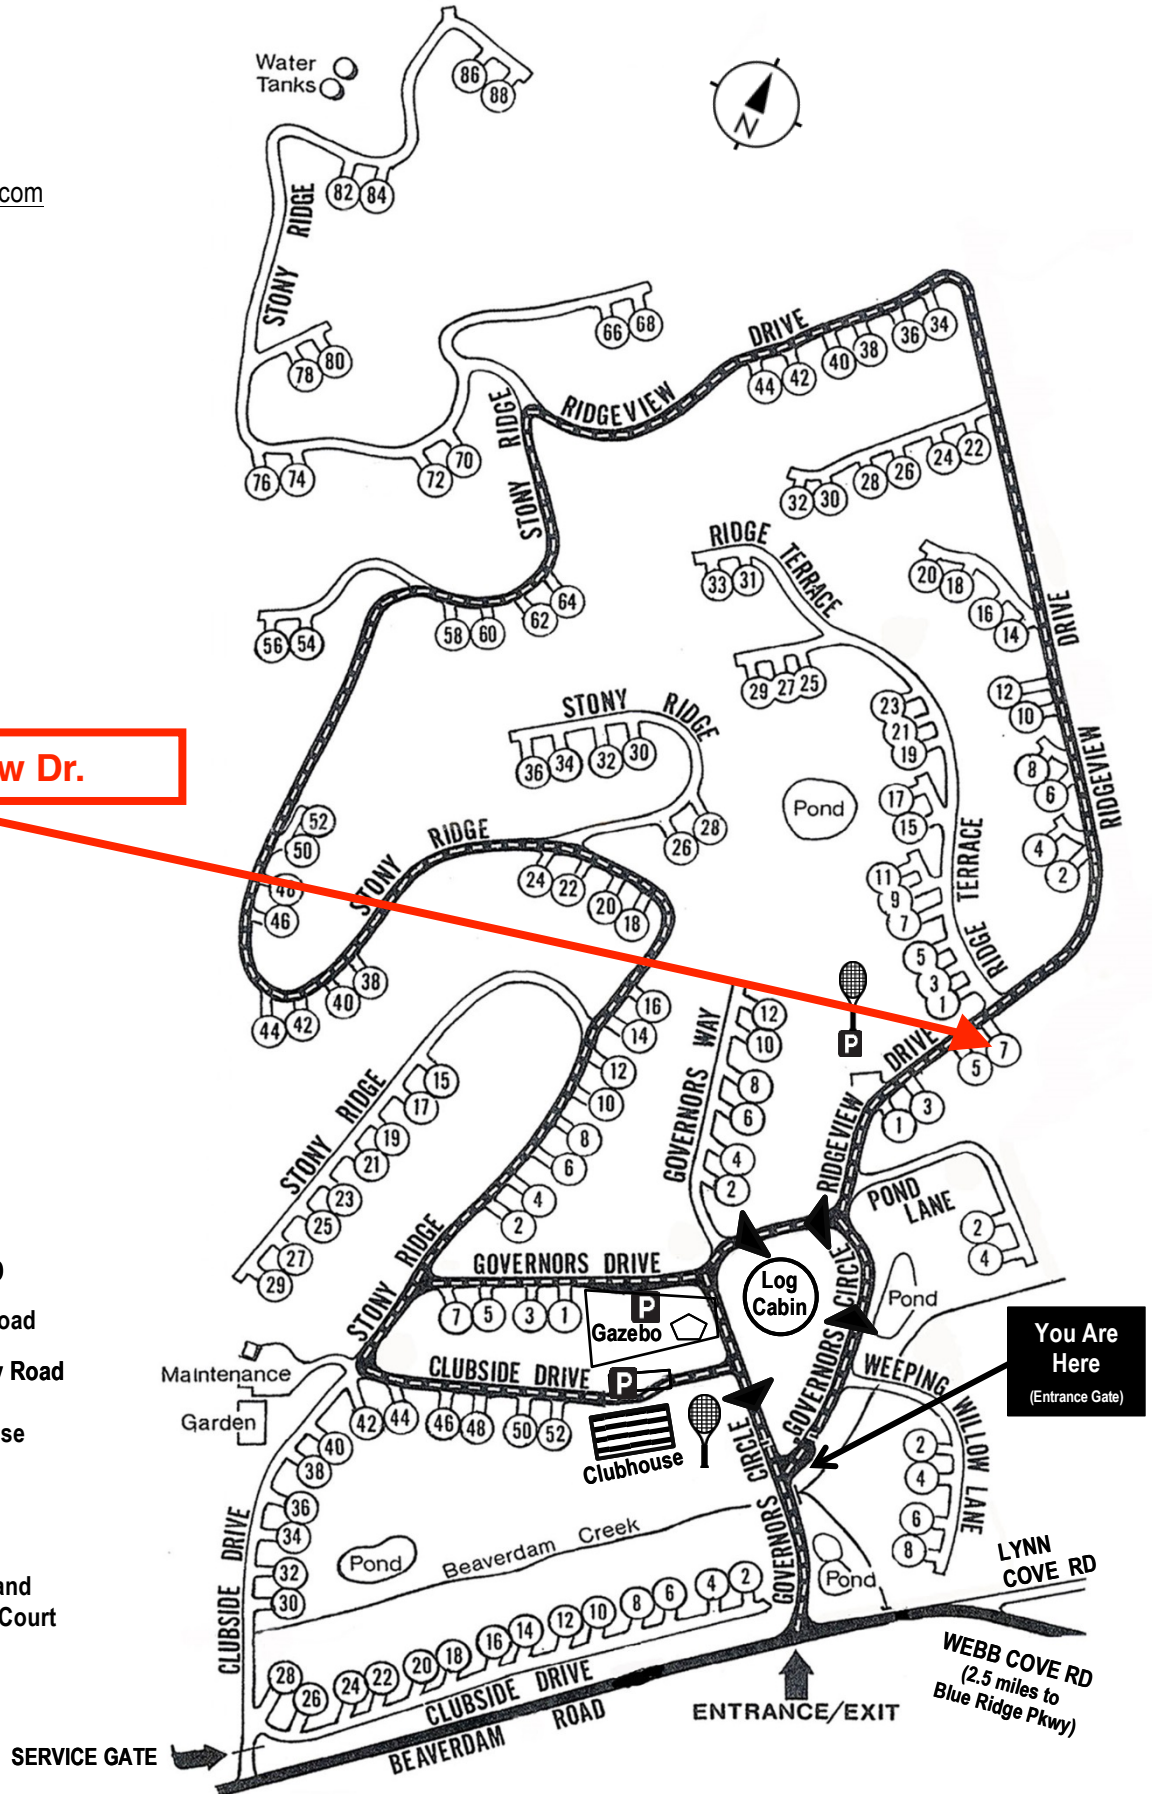 Water
Tanks
86
88
N
82
84
com
STONY RIDGE
66
68
DRIVE
44
42
40
38
36
34
78
80
RIDGEVIEW
STONY RIDGE
76
74
72
70
32
30
28
26
24
22
RIDGE TERRACE
33
31
20
18
16
14
DRIVE
56
54
58
60
62
64
29
27
25
12
10
STONY RIDGE
36
34
32
30
23
21
19
RIDGEVIEW
8
6
w Dr.
Pond
17
15
4
2
52
50
48
46
STONY RIDGE
28
26
24
22
20
18
11
9
7
5
3
1
RIDGE TERRACE
44
42
40
38
16
14
12
10
8
6
4
2
GOVERNORS WAY
12
10
8
6
4
2
P
RIDGEVIEW DRIVE
7
5
3
1
STONY RIDGE
15
17
19
21
23
25
27
29
POND
LANE
2
4
STONY RIDGE
GOVERNORS DRIVE
7
5
3
1
P
Gazebo
Log
Cabin
GOVERNORS CIRCLE
Pond
You Are
Here
(Entrance Gate)
oad
y Road
se
and
Court
Maintenance
Garden
CLUBSIDE DRIVE
P
42
44
46
48
50
52
Clubhouse
GOVERNORS CIRCLE
WEEPING WILLOW LANE
2
4
6
8
40
38
36
34
32
30
CLUBSIDE DRIVE
Pond
Beaverdam Creek
Pond
LYNN
COVE RD
28
26
24
22
20
18
16
14
12
10
8
6
4
2
CLUBSIDE DRIVE
BEAVERDAM ROAD
WEBB COVE RD
(2.5 miles to
Blue Ridge Pkwy)
ENTRANCE/EXIT
SERVICE GATE